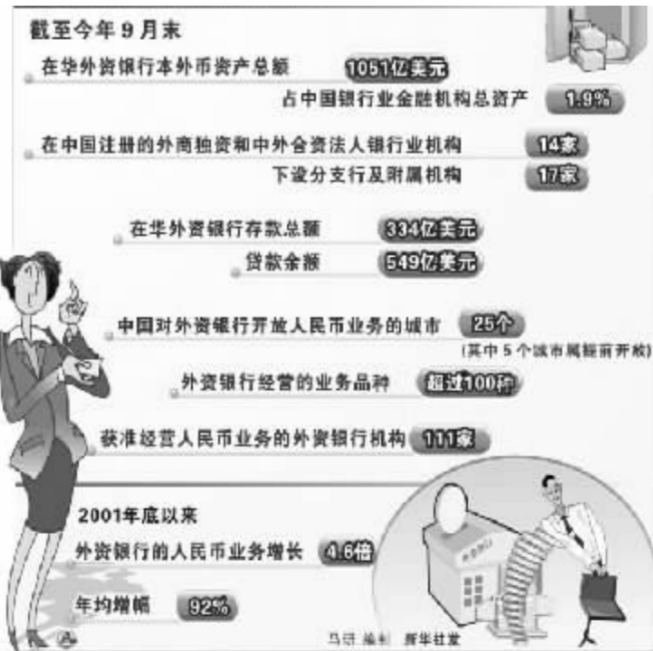 截至今年9月末
在华外资银行本外币资产总额 1051亿美元
占中国银行业金融机构总资产 1.9%
在中国注册的外商独资和中外合资法人银行业机构 14家
下设分支行及附属机构 17家
在华外资银行存款总额 334亿美元
贷款余额 549亿美元
中国对外资银行开放人民币业务的城市 25个
(其中5个城市属提前开放)
外资银行经营的业务品种 超过100种
获准经营人民币业务的外资银行机构 111家
2001年底以来
外资银行的人民币业务增长 4.6倍
年均增幅 92%
编制 新华社发